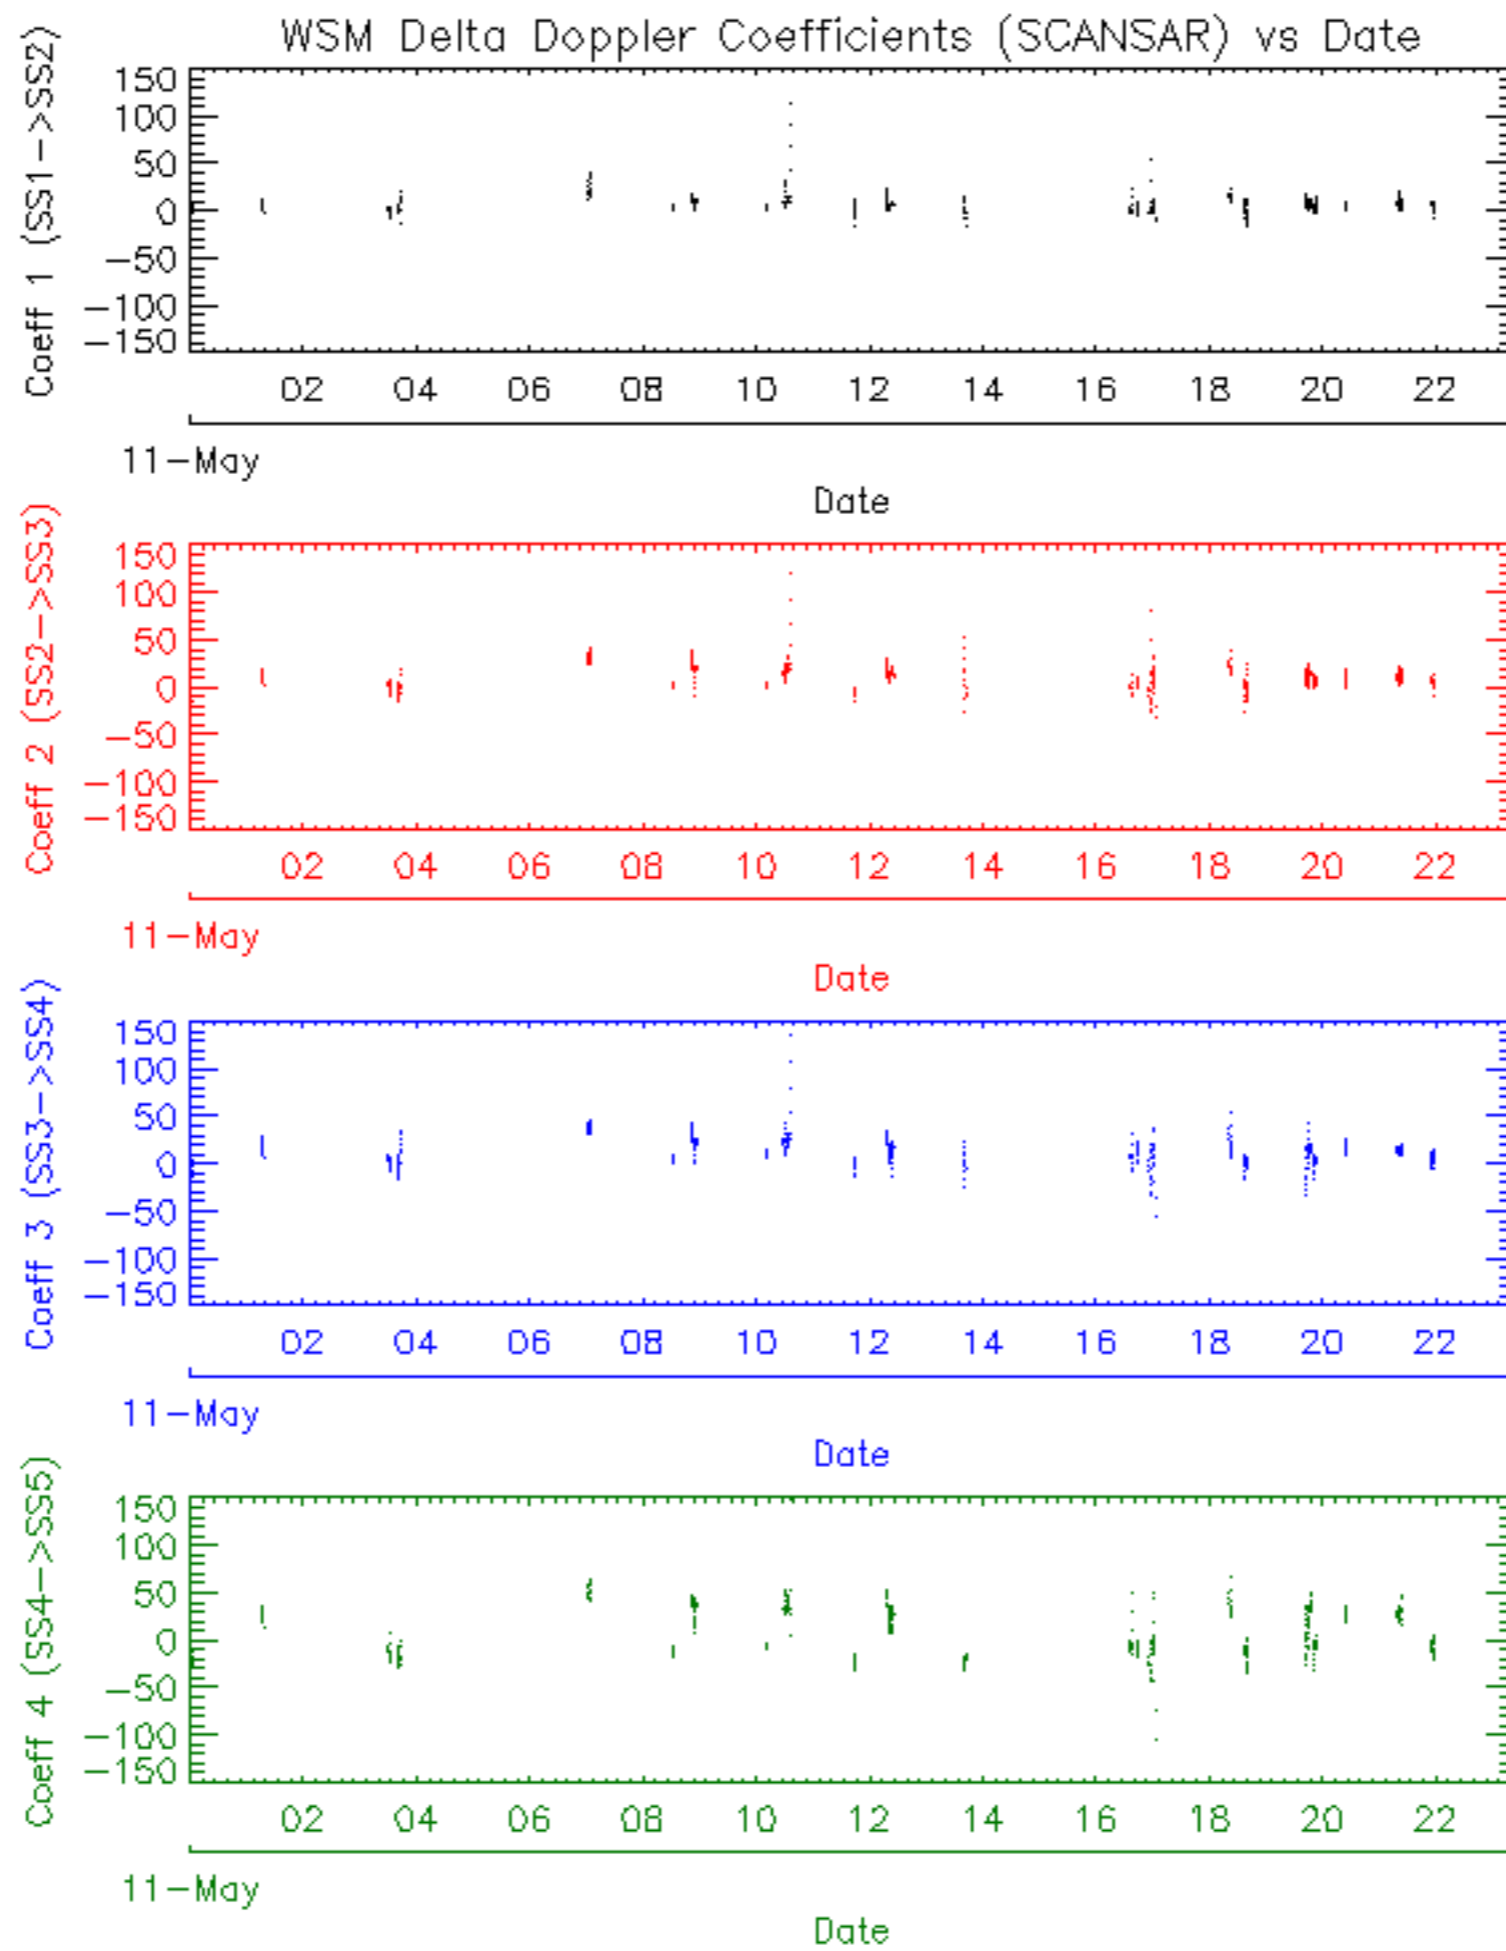 WSM Delta Doppler Coefficients (SCANSAR) vs Date
Coeff 1 (SS1->SS2)
150
100
50
0
-50
-100
-150
02 04 06 08 10 12 14 16 18 20 22
11-May
Date
Coeff 2 (SS2->SS3)
150
100
50
0
-50
-100
-150
02 04 06 08 10 12 14 16 18 20 22
11-May
Date
Coeff 3 (SS3->SS4)
150
100
50
0
-50
-100
-150
02 04 06 08 10 12 14 16 18 20 22
11-May
Date
Coeff 4 (SS4->SS5)
150
100
50
0
-50
-100
-150
02 04 06 08 10 12 14 16 18 20 22
11-May
Date